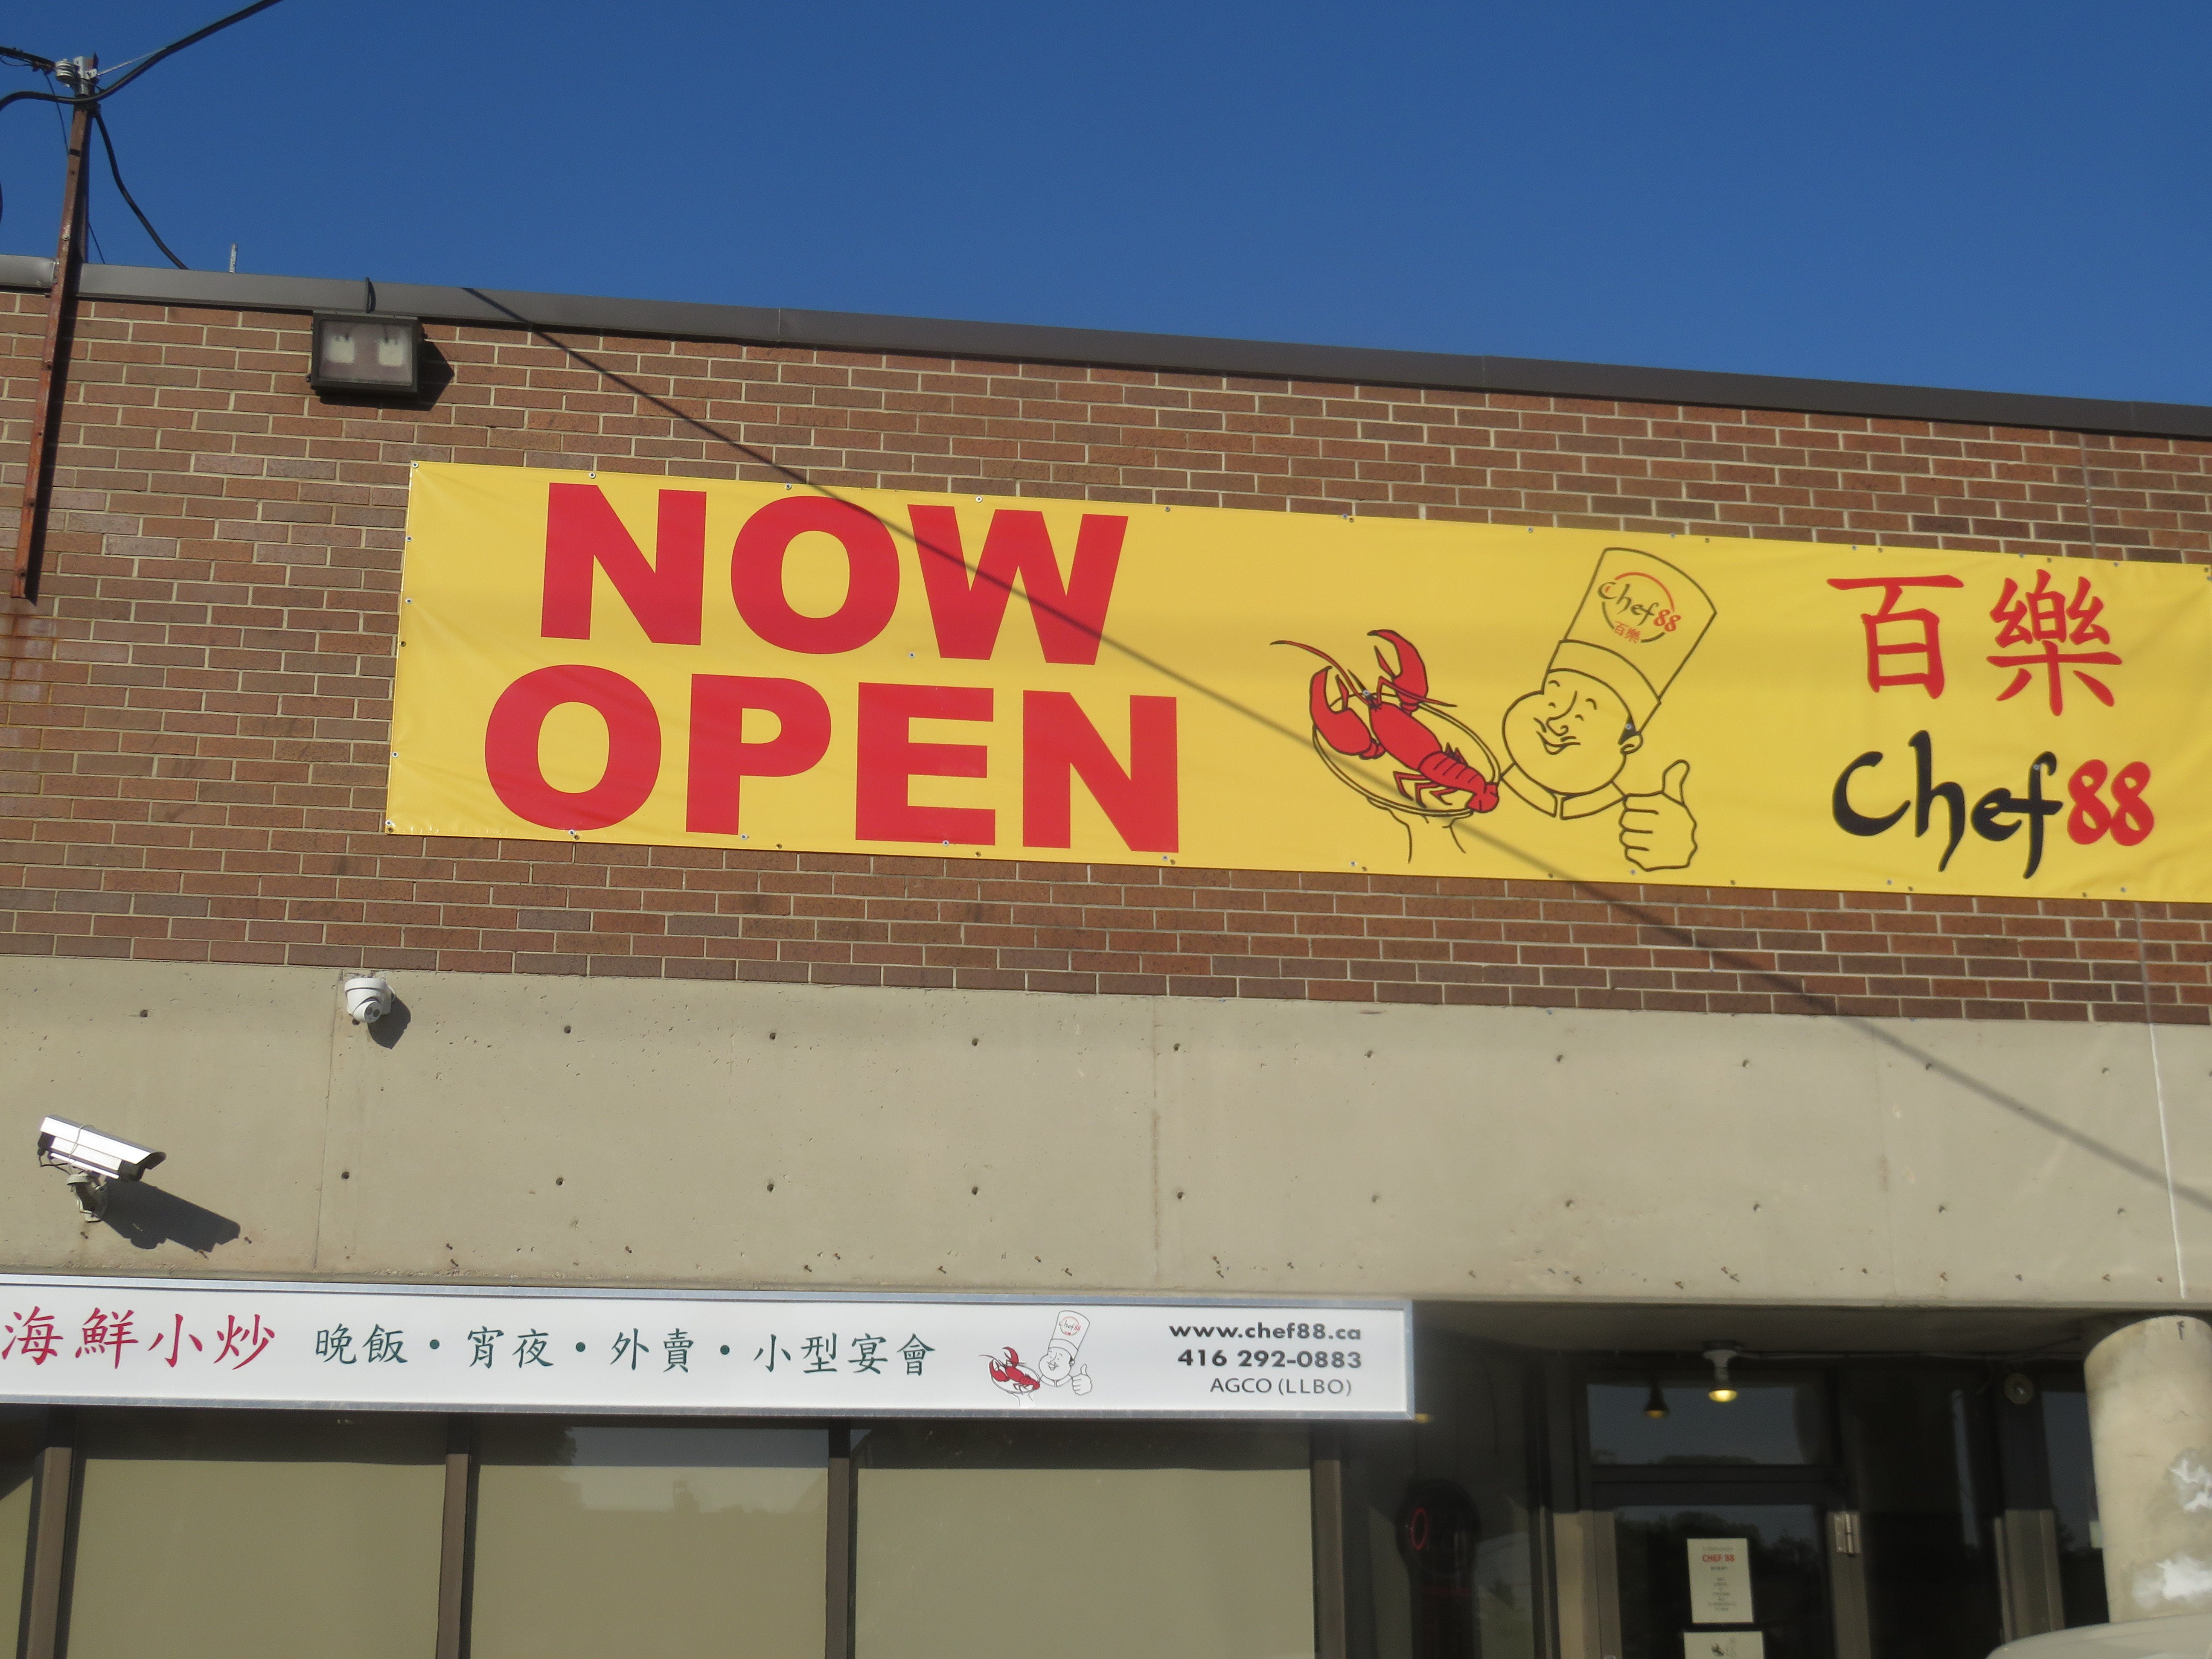 NOW
OPEN
Chef88
百樂
百樂
Chef88
海鮮小炒 晚飯・宵夜・外賣・小型宴會
www.chef88.ca
416 292-0883
AGCO (LLBO)
CHEF 88